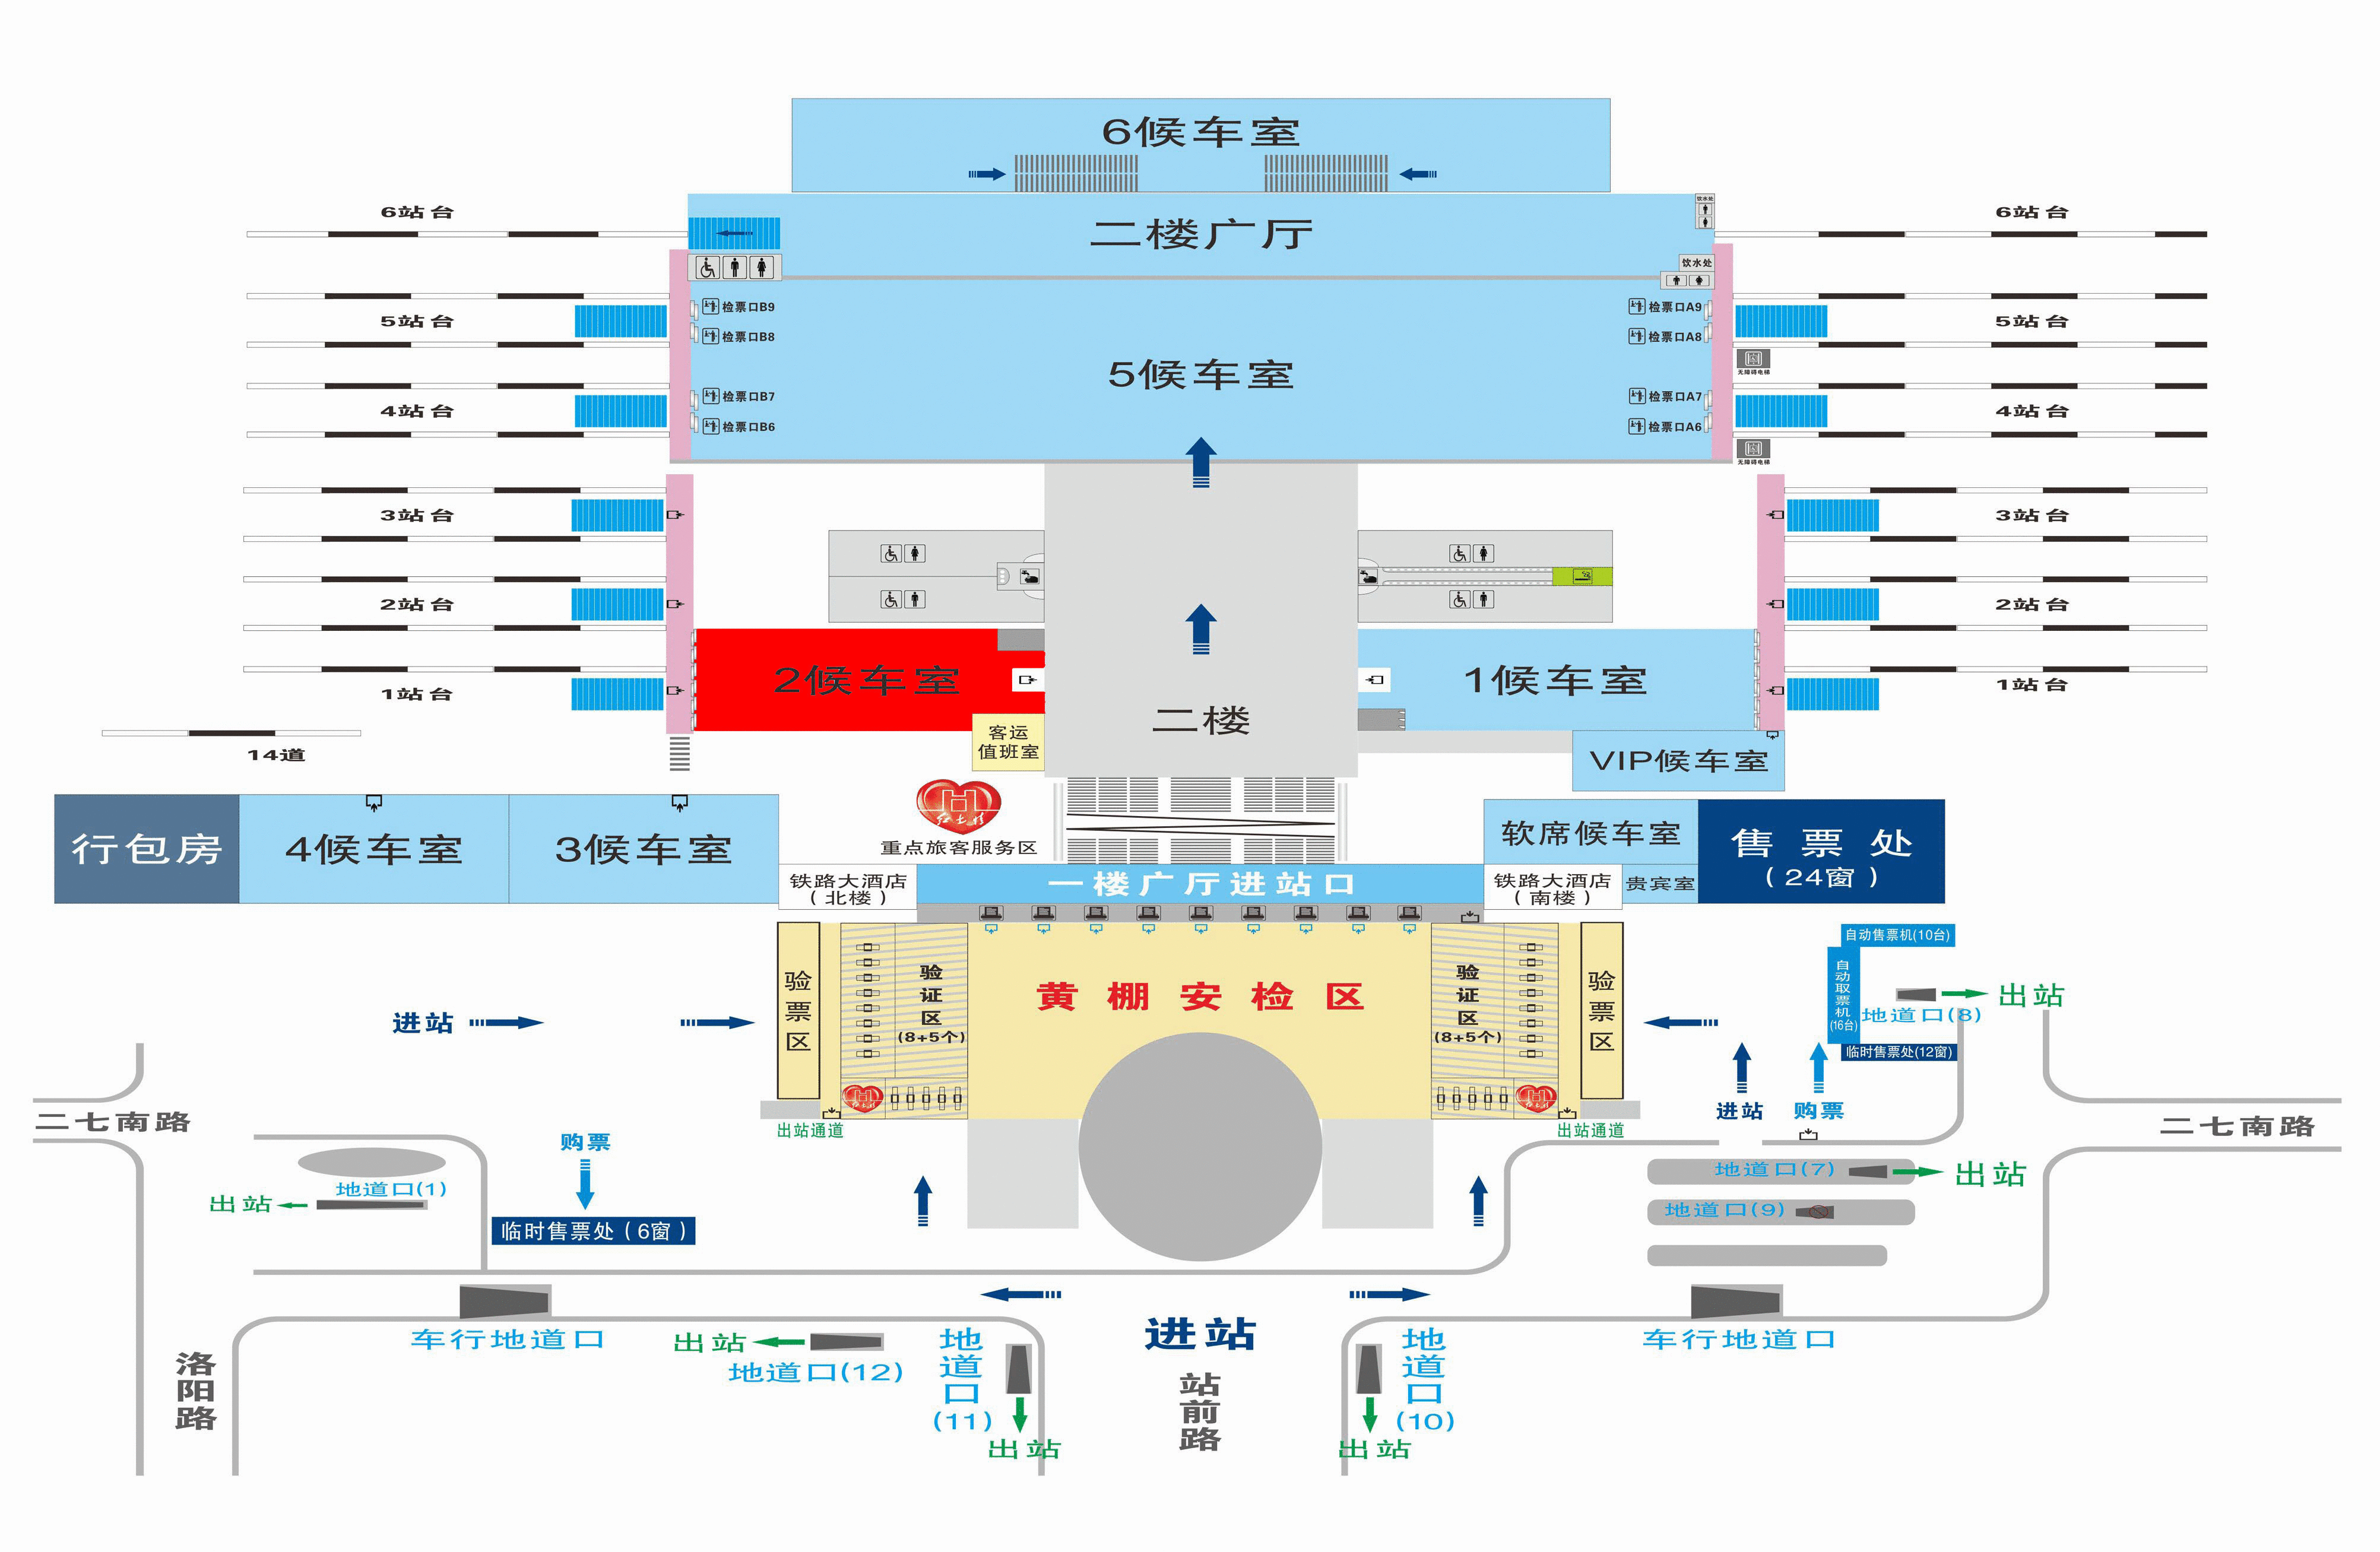 6候车室
二楼广厅
饮水处
6站台
6站台
饮水处
检票口B9
检票口A9
5站台
5站台
检票口B8
检票口A8
无障碍电梯
5候车室
检票口B7
检票口A7
4站台
4站台
检票口B6
检票口A6
无障碍电梯
3站台
3站台
2站台
2站台
2候车室
1候车室
1站台
1站台
二楼
客运
值班室
14道
VIP候车室
红土情
重点旅客服务区
行包房
4候车室
3候车室
软席候车室
售票处
(24窗)
铁路大酒店
(北楼)
一楼广厅进站口
铁路大酒店
(南楼)
贵宾室
验票区
验证区
(8+5个)
黄棚安检区
验证区
(8+5个)
验票区
自动售票机(10台)
自动取票机
(16台)
出站
地道口(8)
临时售票处(12窗)
进站
进站
购票
出站通道
出站通道
二七南路
二七南路
购票
地道口(1)
出站
临时售票处(6窗)
地道口(7)
出站
地道口(9)
车行地道口
车行地道口
出站
地道口(12)
地道口
(11)
出站
进站
站前路
地道口
(10)
出站
洛阳路